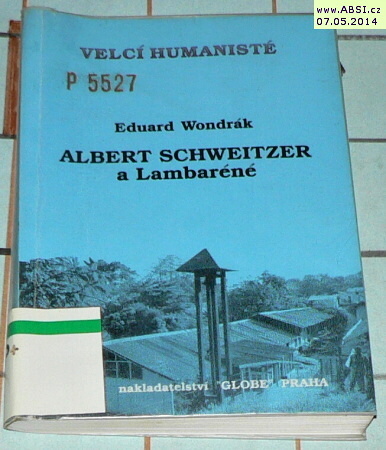 www.ABSI.cz
07.05.2014
VELCÍ HUMANISTÉ
P 5527
Eduard Wondrák
ALBERT SCHWEITZER
a Lambaréné
nakladatelství "GLOBE" PRAHA